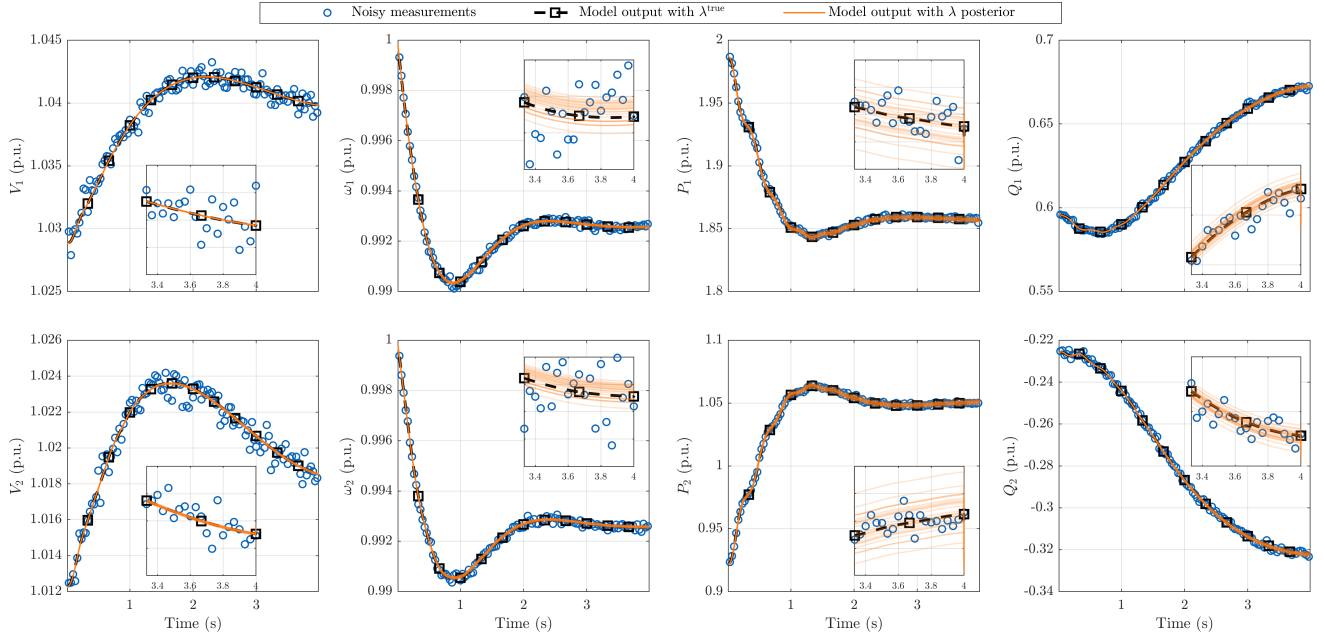 Noisy measurements
Model output with λ^true
Model output with λ posterior
1.045
1.04
1.035
1.03
1.025
V_1 (p.u.)
3.4 3.6 3.8 4
1
0.998
0.996
0.994
0.992
0.99
ω_1 (p.u.)
3.4 3.6 3.8 4
2
1.95
1.9
1.85
1.8
P_1 (p.u.)
3.4 3.6 3.8 4
0.7
0.65
0.6
0.55
Q_1 (p.u.)
3.4 3.6 3.8 4
1.026
1.024
1.022
1.02
1.018
1.016
1.014
1.012
V_2 (p.u.)
3.4 3.6 3.8 4
1 2 3
Time (s)
1
0.998
0.996
0.994
0.992
0.99
ω_2 (p.u.)
3.4 3.6 3.8 4
1 2 3
Time (s)
1.1
1.05
1
0.95
0.9
P_2 (p.u.)
3.4 3.6 3.8 4
1 2 3
Time (s)
-0.22
-0.24
-0.26
-0.28
-0.3
-0.32
-0.34
Q_2 (p.u.)
3.4 3.6 3.8 4
1 2 3
Time (s)